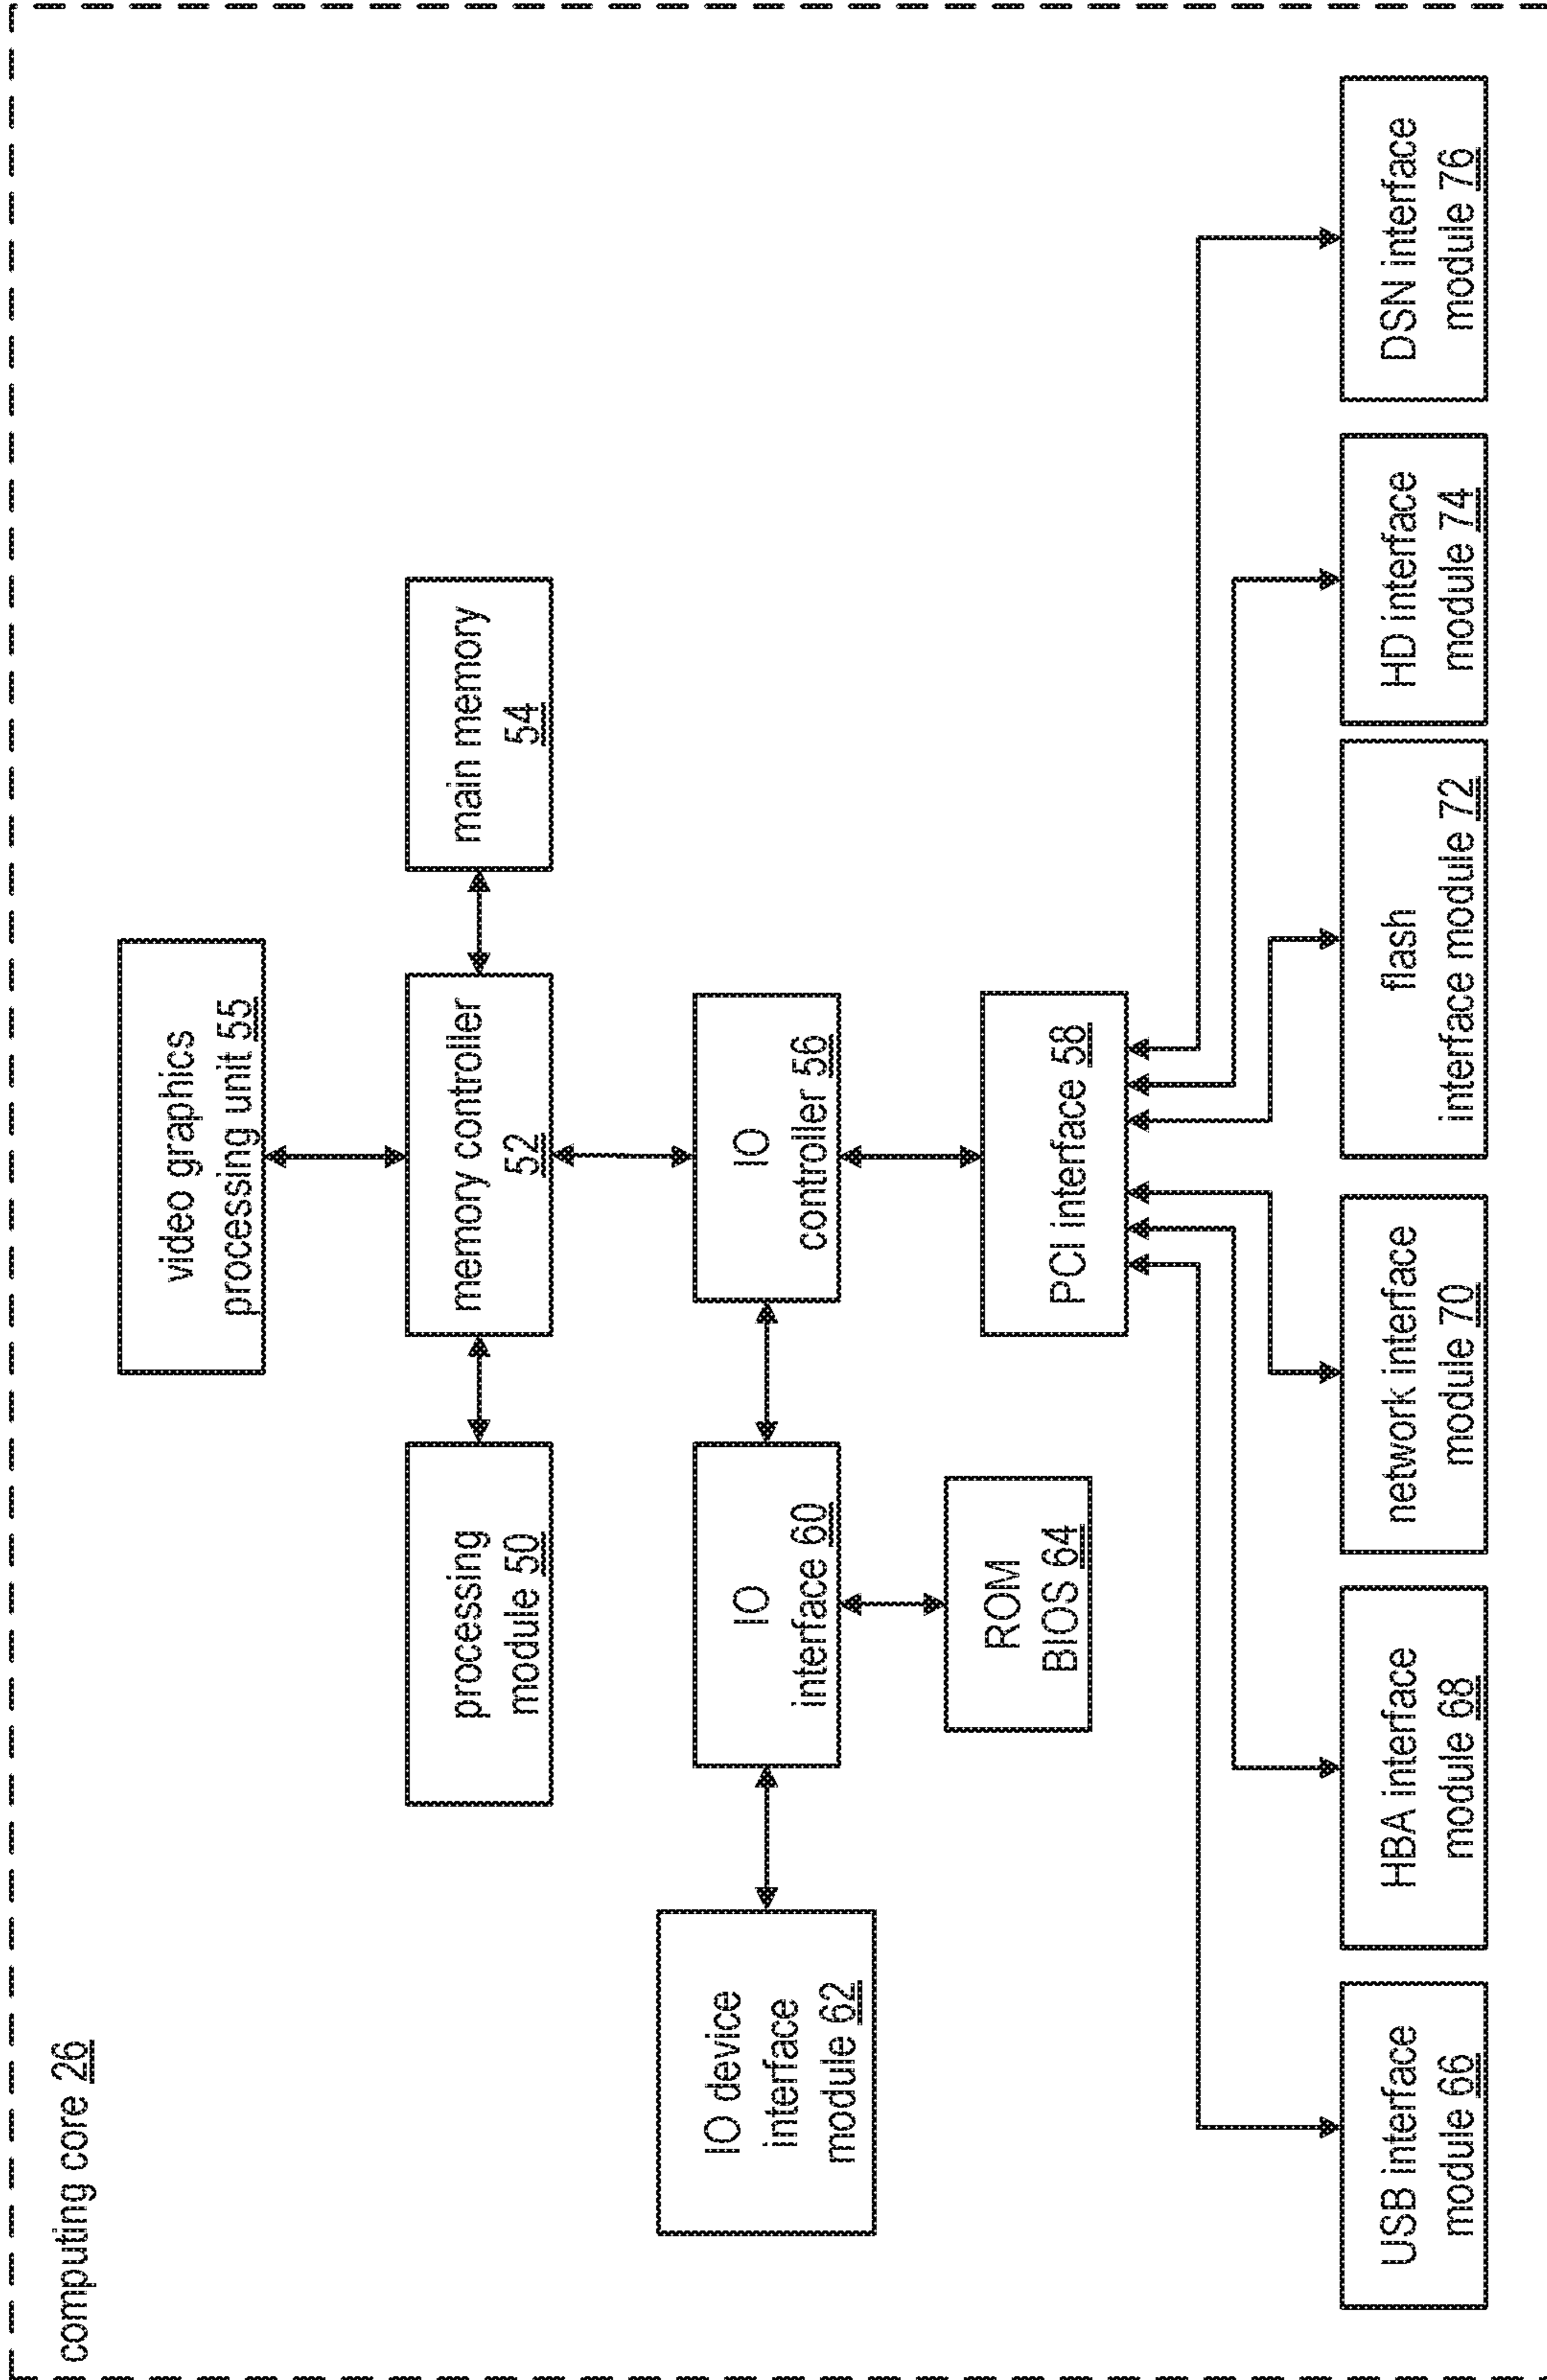 computing core 26
video graphics
processing unit 55
processing
module 50
memory controller
52
main memory
54
IO device
interface
module 62
IO
interface 60
IO
controller 56
ROM
BIOS 64
PCI interface 58
USB interface
module 66
HBA interface
module 68
network interface
module 70
flash
interface module 72
HD interface
module 74
DSN interface
module 76